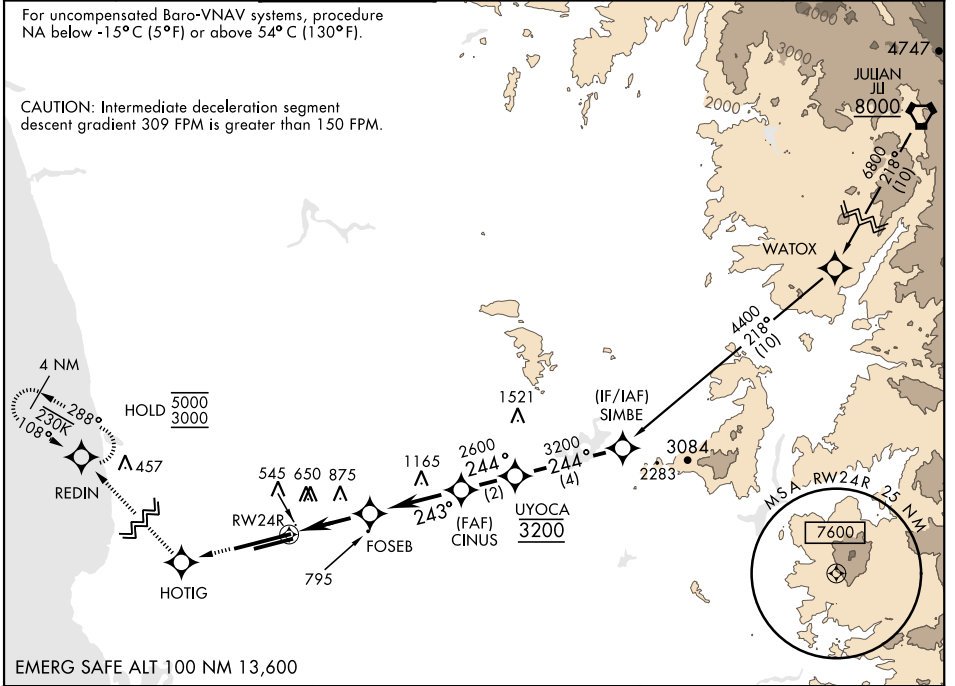 For uncompensated Baro-VNAV systems, procedure
NA below -15°C (5°F) or above 54°C (130°F).
CAUTION: Intermediate deceleration segment
descent gradient 309 FPM is greater than 150 FPM.
4000
3000
2000
4747
JULIAN
JLI
8000
6800
218°
(10)
WATOX
4400
218°
(10)
4 NM
288°
230K
108°
HOLD
5000
3000
REDIN
457
1521
(IF/IAF)
SIMBE
3084
2283
545
650
875
1165
2600
244°
(2)
3200
244°
(4)
243°
RW24R
FOSEB
(FAF)
CINUS
UYOCA
3200
795
HOTIG
MSA RW24R 25 NM
7600
EMERG SAFE ALT 100 NM 13,600